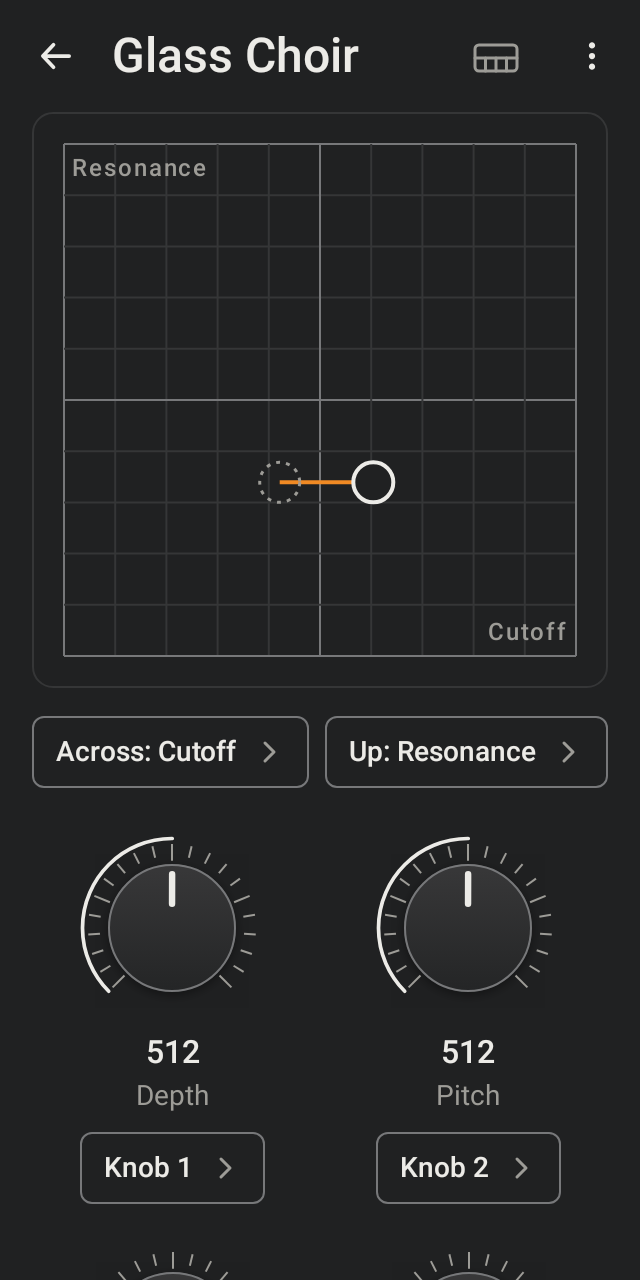 Glass Choir
Resonance
Cutoff
Across: Cutoff
Up: Resonance
512
512
Depth
Pitch
Knob 1
Knob 2